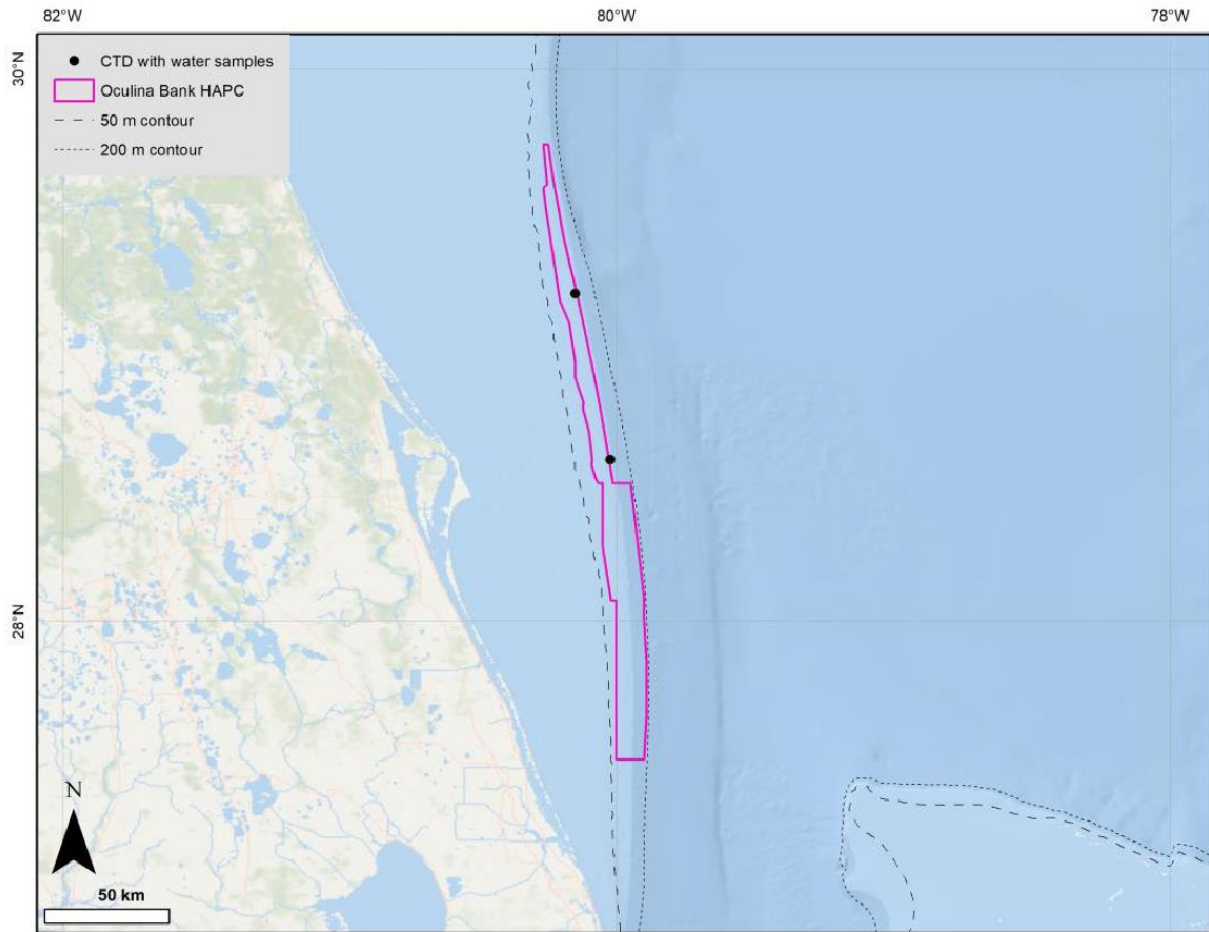 82°W 80°W 78°W
30°N
CTD with water samples
Oculina Bank HAPC
50 m contour
200 m contour
28°N
N
50 km